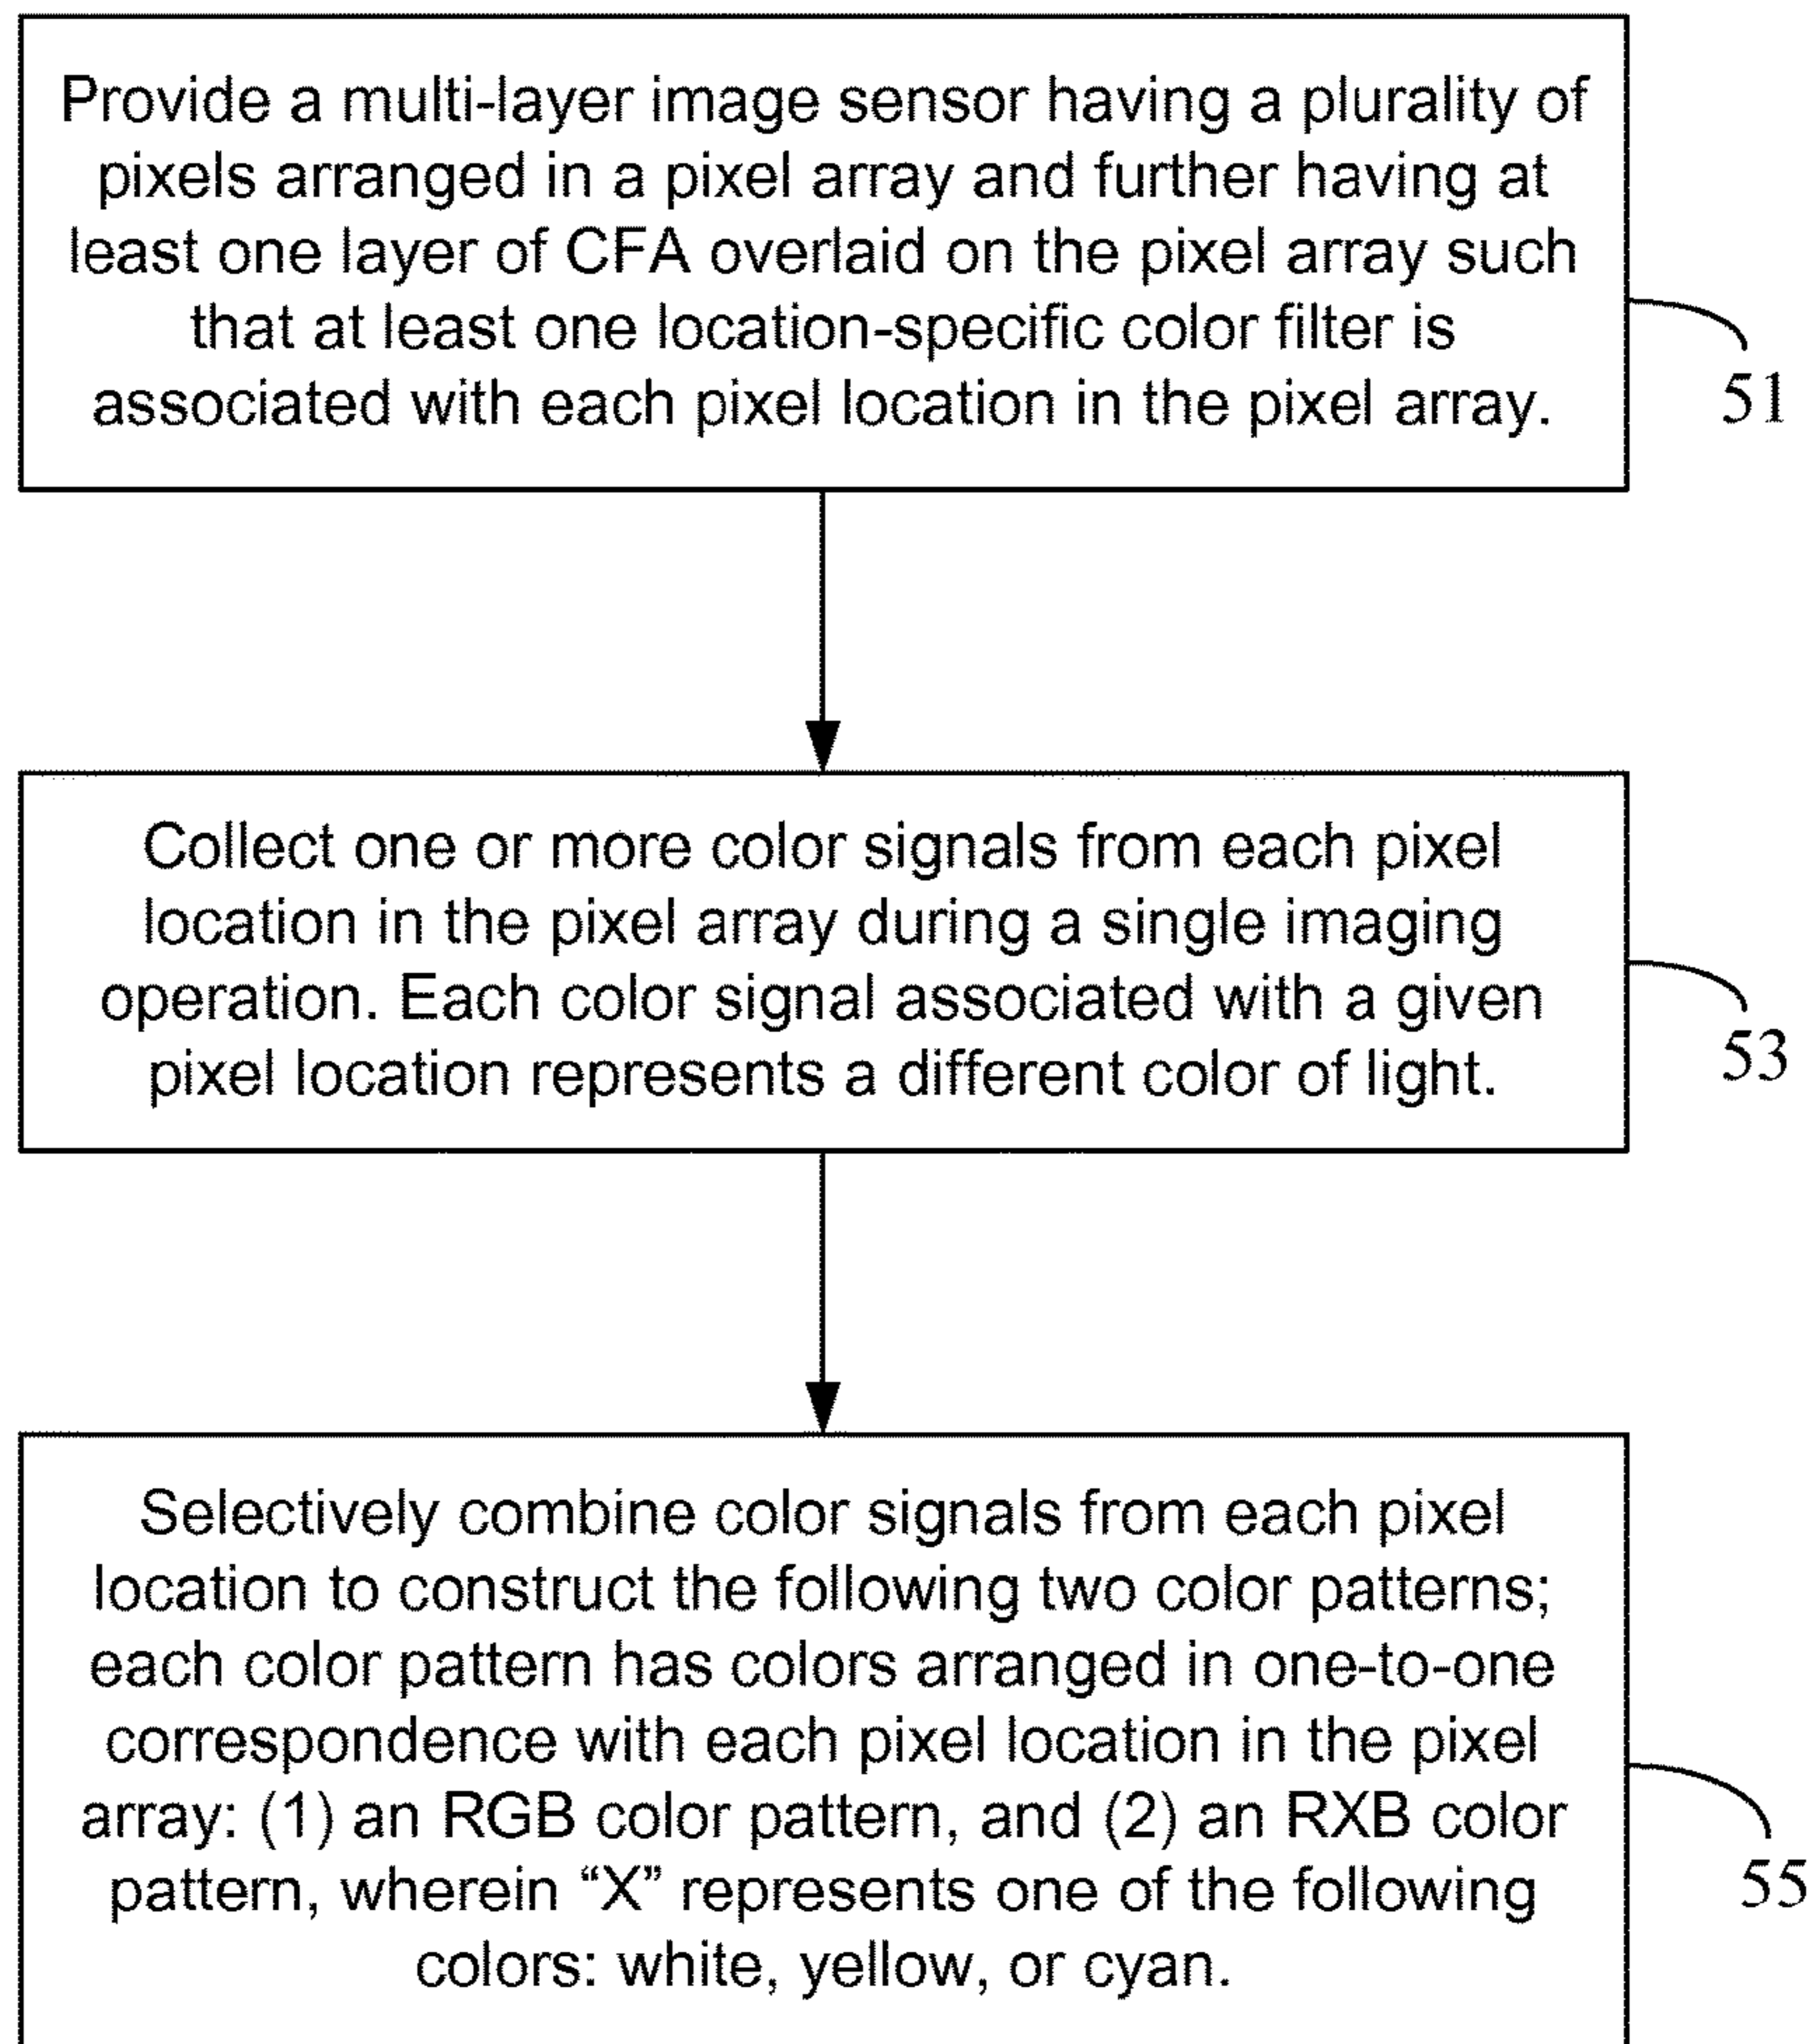 Provide a multi-layer image sensor having a plurality of
pixels arranged in a pixel array and further having at
least one layer of CFA overlaid on the pixel array such
that at least one location-specific color filter is
associated with each pixel location in the pixel array.
51
Collect one or more color signals from each pixel
location in the pixel array during a single imaging
operation. Each color signal associated with a given
pixel location represents a different color of light.
53
Selectively combine color signals from each pixel
location to construct the following two color patterns;
each color pattern has colors arranged in one-to-one
correspondence with each pixel location in the pixel
array: (1) an RGB color pattern, and (2) an RXB color
pattern, wherein “X” represents one of the following
colors: white, yellow, or cyan.
55